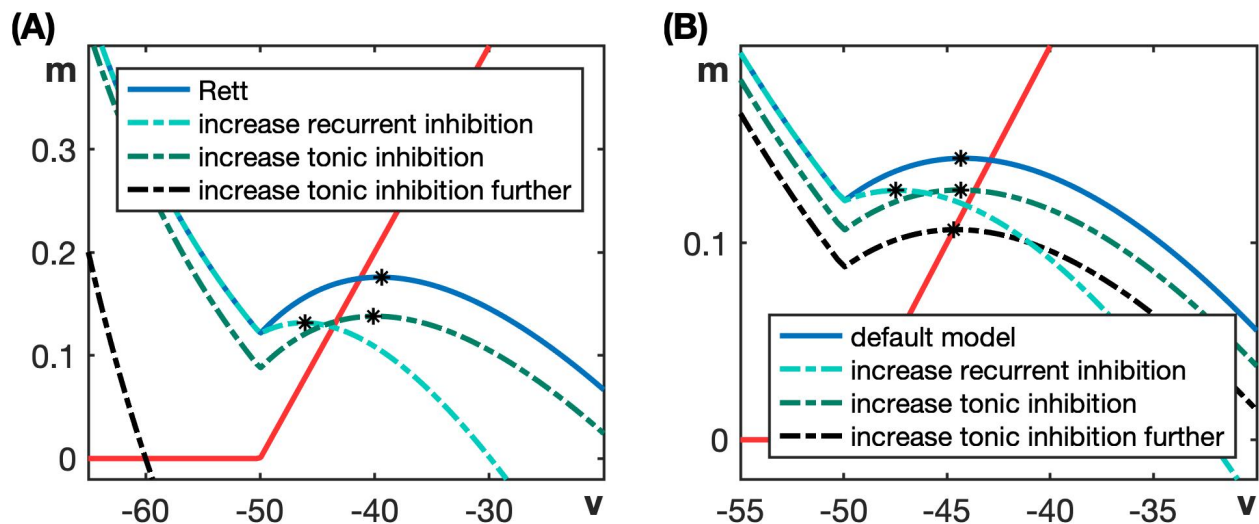 (A)
m
Rett
increase recurrent inhibition
increase tonic inhibition
increase tonic inhibition further
0.3
0.2
0.1
0
-60
-50
-40
-30
v
(B)
m
0.1
0
default model
increase recurrent inhibition
increase tonic inhibition
increase tonic inhibition further
-55
-50
-45
-40
-35
v